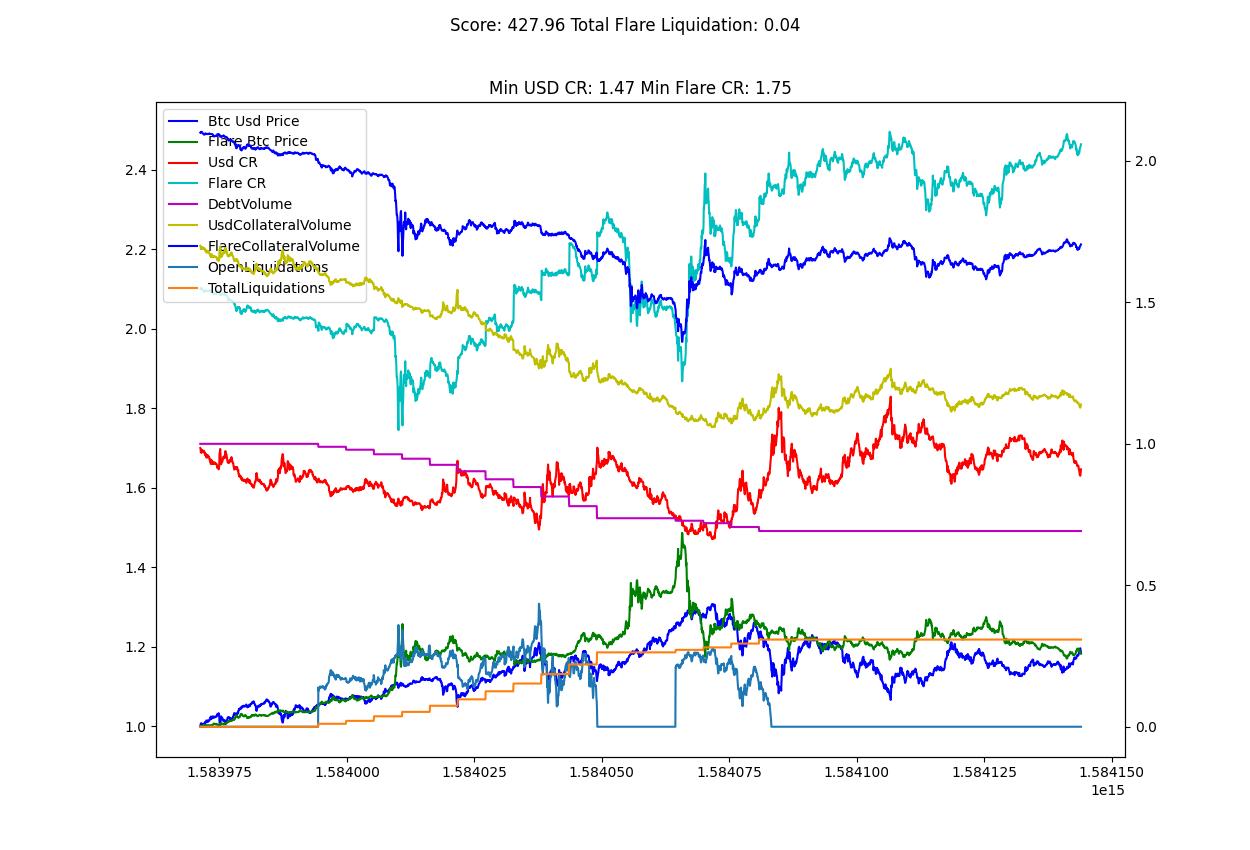 Score: 427.96 Total Flare Liquidation: 0.04
Min USD CR: 1.47 Min Flare CR: 1.75
Btc Usd Price
Flare Btc Price
Usd CR
Flare CR
DebtVolume
UsdCollateralVolume
FlareCollateralVolume
OpenLiquidations
TotalLiquidations
2.4
2.2
2.0
1.8
1.6
1.4
1.2
1.0
2.0
1.5
1.0
0.5
0.0
1.583975 1.584000 1.584025 1.584050 1.584075 1.584100 1.584125 1.584150
1e15